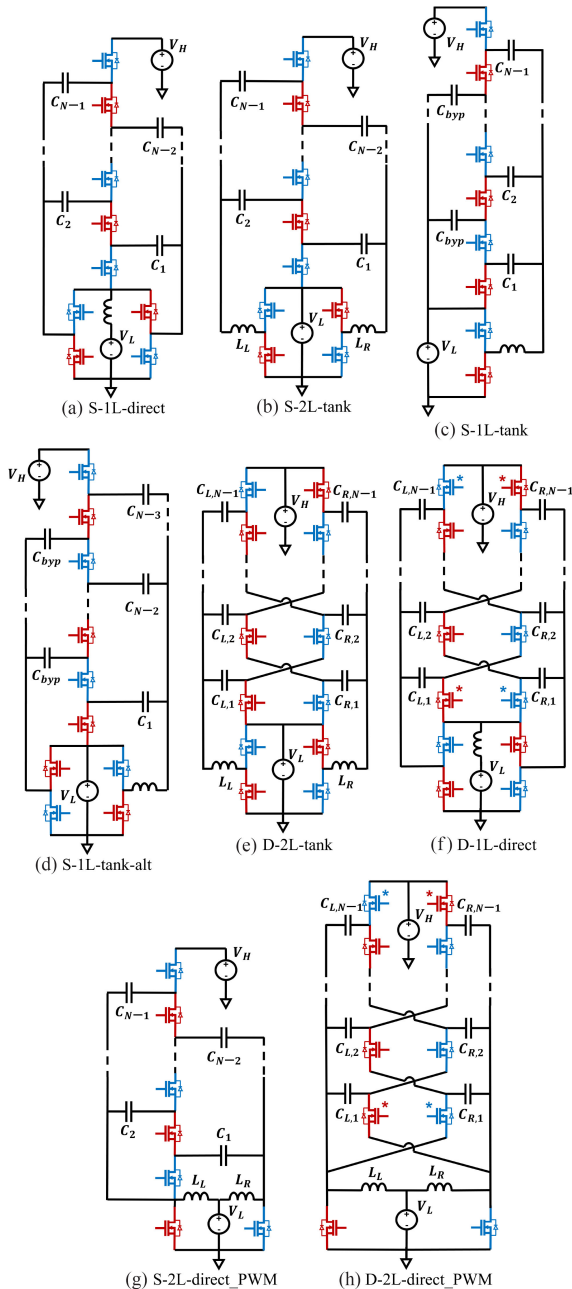 V_H
V_H
V_H
C_{N−1}
C_{N−1}
C_{N−1}
C_{byp}
C_{N−2}
C_{N−2}
C_2
C_2
C_2
C_{byp}
C_1
C_1
C_1
V_L
V_L
L_L
L_R
V_L
(a) S-1L-direct
(b) S-2L-tank
(c) S-1L-tank
V_H
C_{N−3}
C_{L,N−1}
V_H
C_{R,N−1}
C_{L,N−1}
*
*
V_H
C_{R,N−1}
C_{byp}
C_{N−2}
C_{L,2}
C_{R,2}
C_{L,2}
C_{R,2}
C_{byp}
C_1
C_{L,1}
C_{R,1}
C_{L,1}
*
*
C_{R,1}
V_L
L_L
V_L
L_R
V_L
(d) S-1L-tank-alt
(e) D-2L-tank
(f) D-1L-direct
V_H
C_{L,N−1}
*
*
V_H
C_{R,N−1}
C_{N−1}
C_{N−2}
C_{L,2}
C_{R,2}
C_2
C_1
C_{L,1}
*
*
C_{R,1}
L_L
L_R
L_L
L_R
V_L
V_L
(g) S-2L-direct_PWM
(h) D-2L-direct_PWM